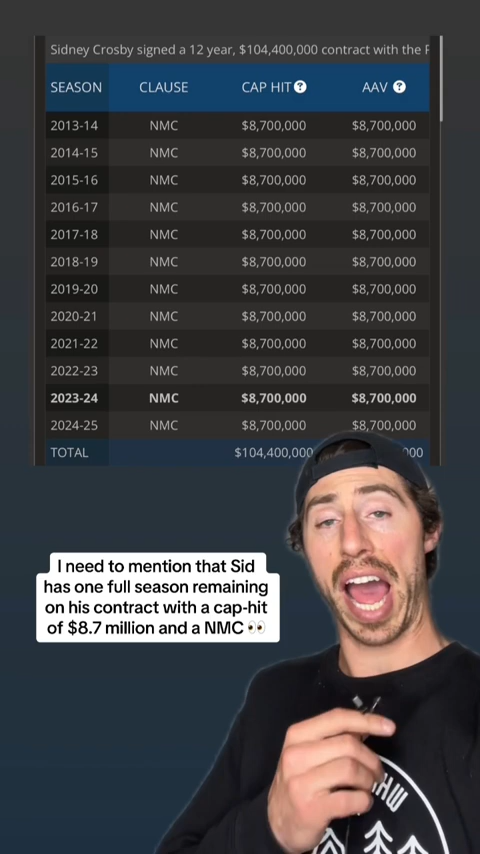 Sidney Crosby signed a 12 year, $104,400,000 contract with the
SEASON CLAUSE CAP HIT ? AAV ?
2013-14 NMC $8,700,000 $8,700,000
2014-15 NMC $8,700,000 $8,700,000
2015-16 NMC $8,700,000 $8,700,000
2016-17 NMC $8,700,000 $8,700,000
2017-18 NMC $8,700,000 $8,700,000
2018-19 NMC $8,700,000 $8,700,000
2019-20 NMC $8,700,000 $8,700,000
2020-21 NMC $8,700,000 $8,700,000
2021-22 NMC $8,700,000 $8,700,000
2022-23 NMC $8,700,000 $8,700,000
2023-24 NMC $8,700,000 $8,700,000
2024-25 NMC $8,700,000 $8,700,000
TOTAL $104,400,000
I need to mention that Sid
has one full season remaining
on his contract with a cap-hit
of $8.7 million and a NMC 👀